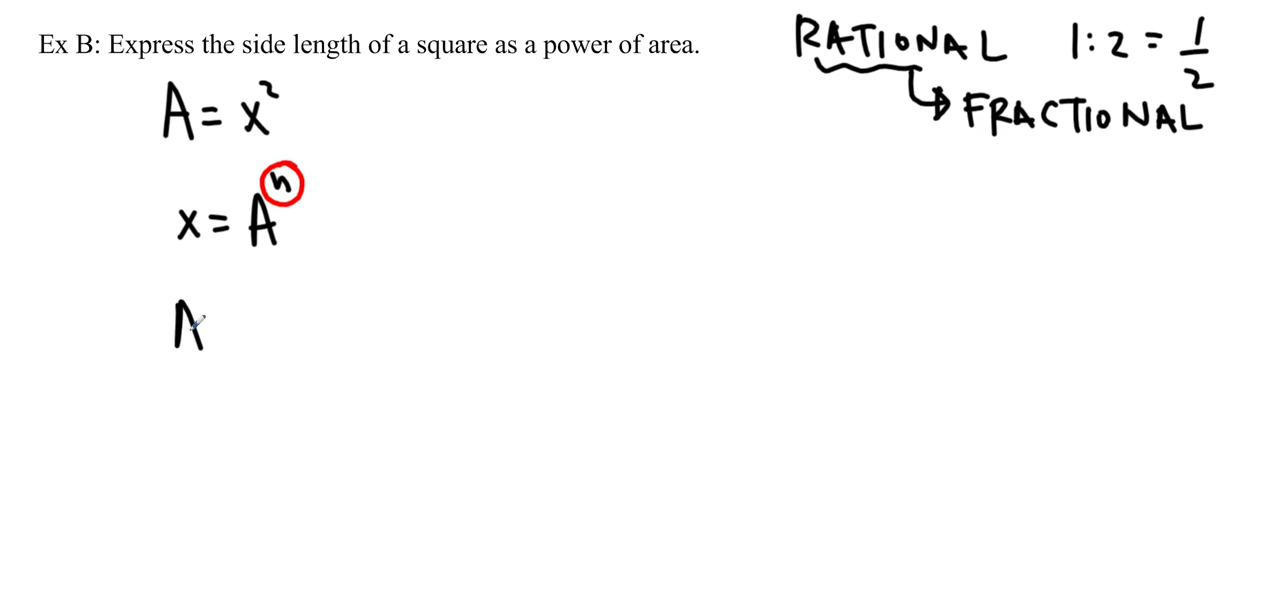 Ex B: Express the side length of a square as a power of area.
RATIONAL 1:2 = 1/2
FRACTIONAL
A = x²
x = Aⁿ
A